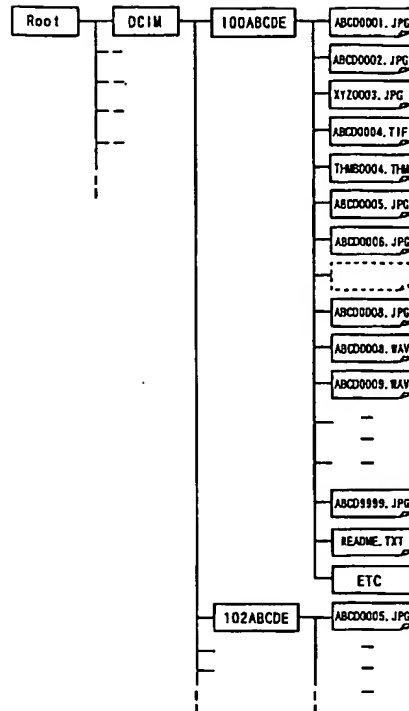 Root DCIM 100ABCDE ABCD0001.JPG
ABCD0002.JPG
XYZ0003.JPG
ABCD0004.TIF
THMB0004.THM
ABCD0005.JPG
ABCD0006.JPG
ABCD0008.JPG
ABCD0008.WAV
ABCD0009.WAV
ABCD9999.JPG
README.TXT
ETC
102ABCDE ABCD0005.JPG